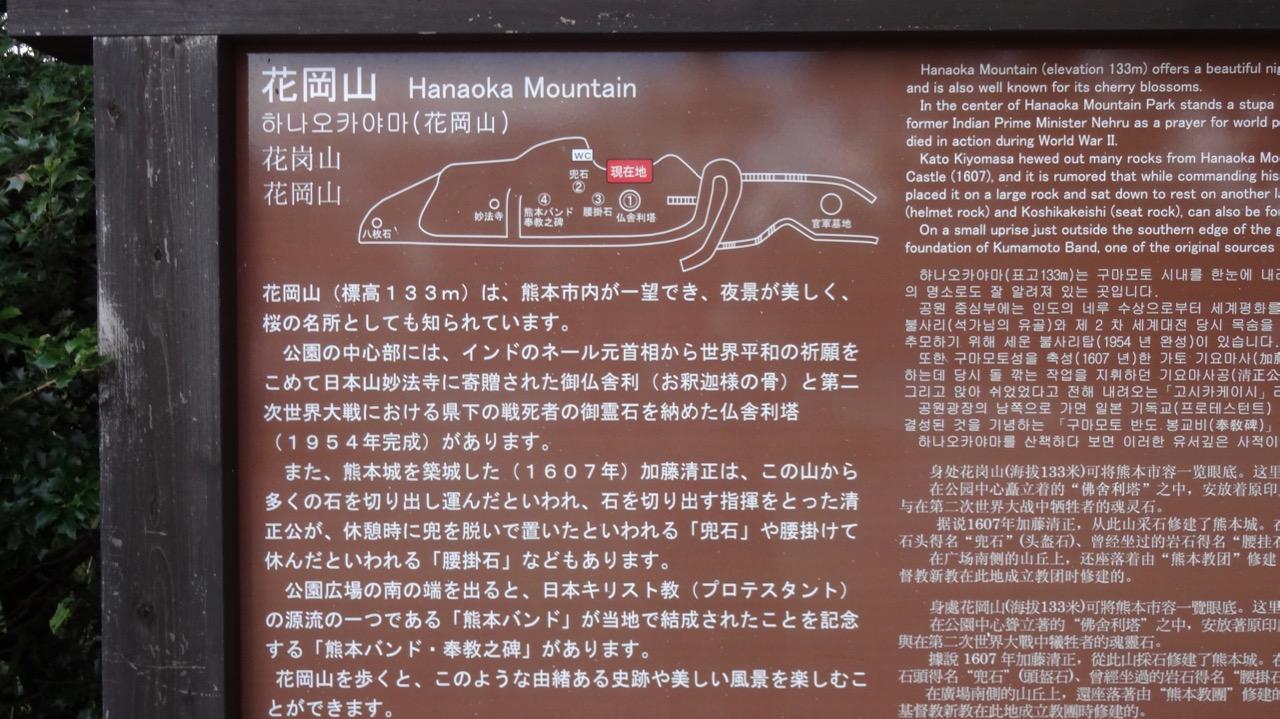 花岡山 Hanaoka Mountain
하나오카야마(花岡山)
花岗山
花岡山
WC
現在地
兜石
②
④
③
①
妙法寺
熊本バンド
奉教之碑
腰掛石
仏舎利塔
八枚石
官軍墓地
花岡山（標高１３３ｍ）は、熊本市内が一望でき、夜景が美しく、
桜の名所としても知られています。
公園の中心部には、インドのネール元首相から世界平和の祈願を
こめて日本山妙法寺に寄贈された御仏舎利（お釈迦様の骨）と第二
次世界大戦における県下の戦死者の御霊石を納めた仏舎利塔
（１９５４年完成）があります。
また、熊本城を築城した（１６０７年）加藤清正は、この山から
多くの石を切り出し運んだといわれ、石を切り出す指揮をとった清
正公が、休憩時に兜を脱いで置いたといわれる「兜石」や腰掛けて
休んだといわれる「腰掛石」などもあります。
公園広場の南の端を出ると、日本キリスト教（プロテスタント）
の源流の一つである「熊本バンド」が当地で結成されたことを記念
する「熊本バンド・奉教之碑」があります。
花岡山を歩くと、このような由緒ある史跡や美しい風景を楽しむこ
とができます。
Hanaoka Mountain (elevation 133m) offers a beautiful
and is also well known for its cherry blossoms.
In the center of Hanaoka Mountain Park stands a stupa
former Indian Prime Minister Nehru as a prayer for world
died in action during World War II.
Kato Kiyomasa hewed out many rocks from Hanaoka
Castle (1607), and it is rumored that while commanding his
placed it on a large rock and sat down to rest on another
(helmet rock) and Koshikakeishi (seat rock), can also be
On a small uprise just outside the southern edge of the
foundation of Kumamoto Band, one of the original sources
하나오카야마(표고133m)는 구마모토 시내를 한눈에
의 명소로도 잘 알려져 있는 곳입니다.
공원 중심부에는 인도의 네루 수상으로부터 세계평화를
불사리(석가님의 유골)와 제 2 차 세계대전 당시 목숨을
추모하기 위해 세운 불사리탑(1954 년 완성)이 있습니다.
또한 구마모토성을 축성(1607 년)한 가토 기요마사(加藤
하는데 당시 돌 깎는 작업을 지휘하던 기요마사공(清正公
그리고 앉아 쉬었었다고 전해 내려오는「고시카케이시」
공원광장의 남쪽으로 가면 일본 기독교(프로테스탄트)
결성된 것을 기념하는 「구마모토 반도 봉교비(奉敎碑)」
하나오카야마를 산책하다 보면 이러한 유서깊은 사적이
身处花岗山(海拔133米)可将熊本市容一览眼底。这里
在公园中心矗立着的“佛舍利塔”之中，安放着原印
与在第二次世界大战中牺牲者的魂灵石。
据说1607年加藤清正，从此山采石修建了熊本城。在
石头得名“兜石”(头盔石)、曾经坐过的岩石得名“腰挂石
在广场南侧的山丘上，还座落着由“熊本教团”修建
督教新教在此地成立教团时修建的。
身處花岡山(海拔133米)可將熊本市容一覽眼底。這里
在公園中心聳立著的“佛舍利塔”之中，安放著原印度
與在第二次世界大戰中犧牲者的魂靈石。
據說 1607 年加藤清正，從此山採石修建了熊本城。在
石頭得名“兜石”(頭盔石)、曾經坐過的岩石得名“腰掛石
在廣場南側的山丘上，還座落著由“熊本教團”修建
基督教新教在此地成立教團時修建的。